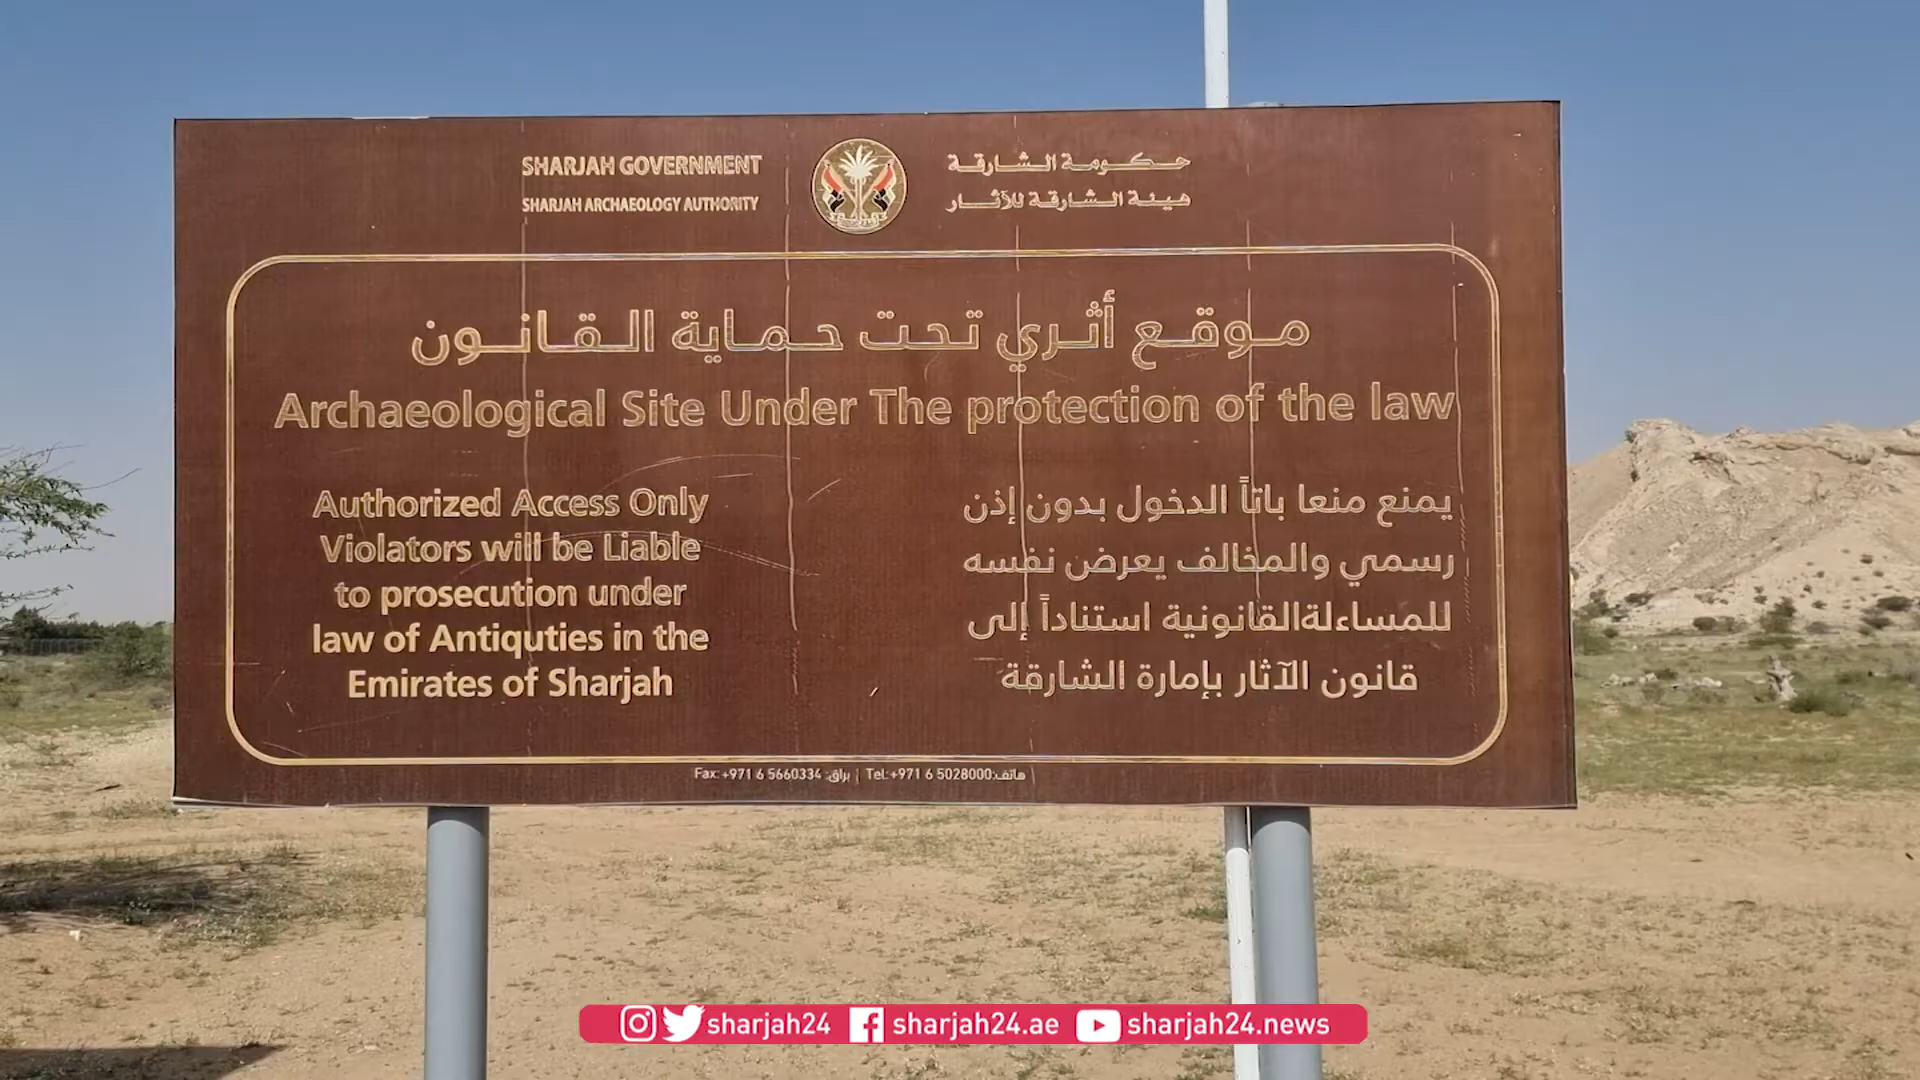 SHARJAH GOVERNMENT
SHARJAH ARCHAEOLOGY AUTHORITY
حكومة الشارقة
هيئة الشارقة للآثار
موقع أثري تحت حماية القانون
Archaeological Site Under The protection of the law
Authorized Access Only
Violators will be Liable
to prosecution under
law of Antiquties in the
Emirates of Sharjah
يمنع منعا باتاً الدخول بدون إذن
رسمي والمخالف يعرض نفسه
للمساءلةالقانونية استناداً إلى
قانون الآثار بإمارة الشارقة
Fax: +971 6 5660334 براق: | Tel: +971 6 5028000 هاتف:
sharjah24 sharjah24.ae sharjah24.news